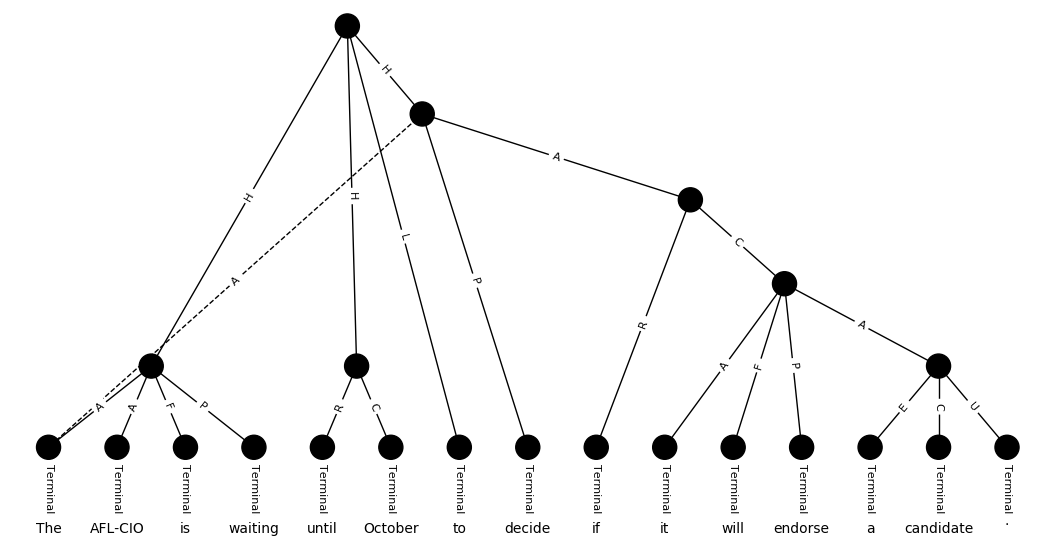 H
H
A
H
L
C
A
P
A
R
A
F
P
A
A
F
P
R
C
E
C
U
Terminal Terminal Terminal Terminal Terminal Terminal Terminal Terminal Terminal Terminal Terminal Terminal Terminal Terminal Terminal
The AFL-CIO is waiting until October to decide if it will endorse a candidate .